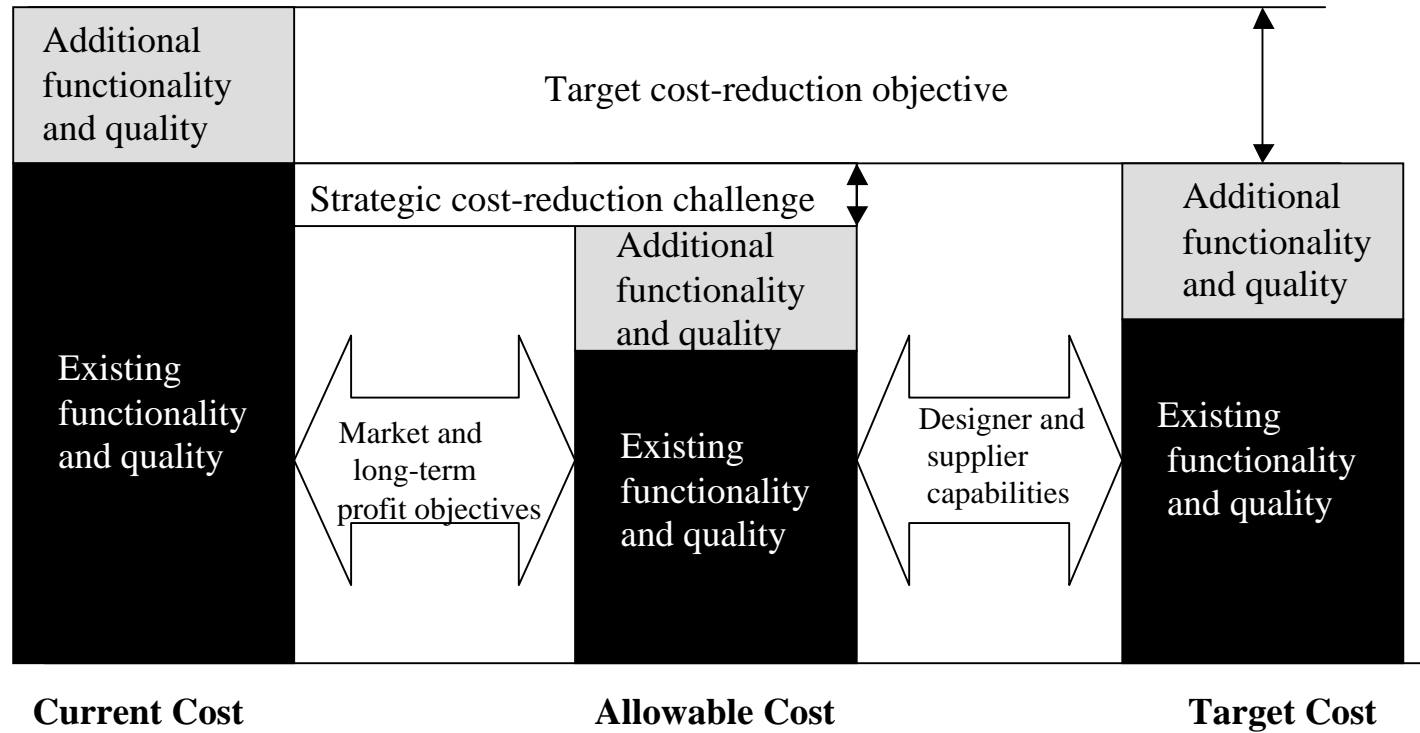 Additional
functionality
and quality
Target cost-reduction objective
Strategic cost-reduction challenge
Additional
functionality
and quality
Additional
functionality
and quality
Existing
functionality
and quality
Market and
long-term
profit objectives
Existing
functionality
and quality
Designer and
supplier
capabilities
Existing
functionality
and quality
Current Cost
Allowable Cost
Target Cost